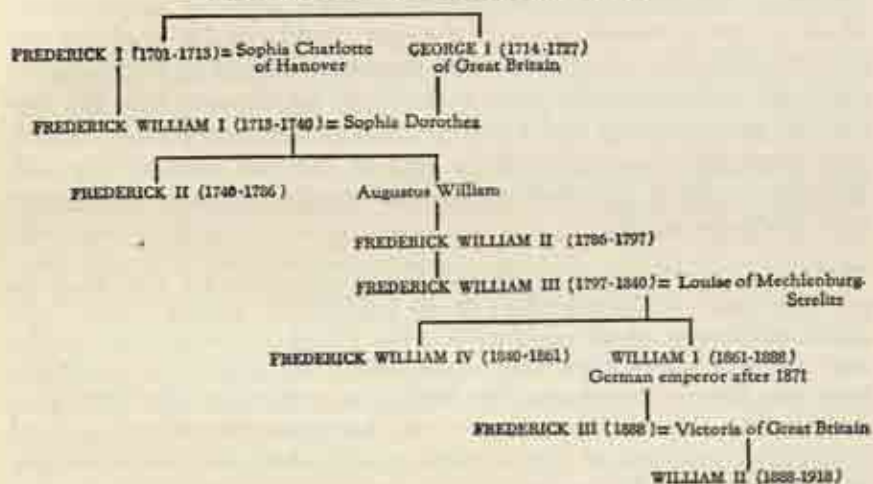 FREDERICK I (1701-1713) = Sophia Charlotte of Hanover
GEORGE I (1714-1727) of Great Britain
FREDERICK WILLIAM I (1713-1740) = Sophia Dorothea
FREDERICK II (1740-1786)
Augustus William
FREDERICK WILLIAM II (1786-1797)
FREDERICK WILLIAM III (1797-1840) = Louise of Mechlenburg-
Strelitz
FREDERICK WILLIAM IV (1840-1861)
WILLIAM I (1861-1888)
German emperor after 1871
FREDERICK III (1888) = Victoria of Great Britain
WILLIAM II (1888-1918)